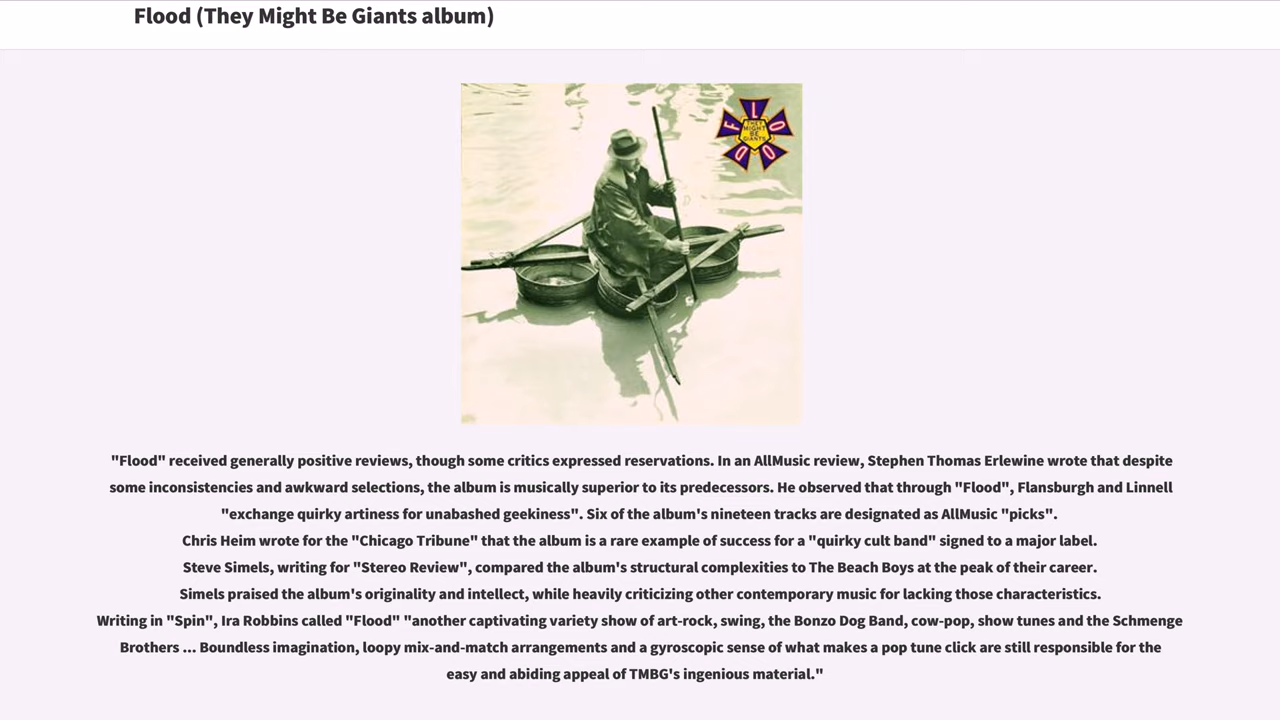 Flood (They Might Be Giants album)
FLOOD
THEY
MIGHT
BE
GIANTS
"Flood" received generally positive reviews, though some critics expressed reservations. In an AllMusic review, Stephen Thomas Erlewine wrote that despite
some inconsistencies and awkward selections, the album is musically superior to its predecessors. He observed that through "Flood", Flansburgh and Linnell
"exchange quirky artiness for unabashed geekiness". Six of the album's nineteen tracks are designated as AllMusic "picks".
Chris Heim wrote for the "Chicago Tribune" that the album is a rare example of success for a "quirky cult band" signed to a major label.
Steve Simels, writing for "Stereo Review", compared the album's structural complexities to The Beach Boys at the peak of their career.
Simels praised the album's originality and intellect, while heavily criticizing other contemporary music for lacking those characteristics.
Writing in "Spin", Ira Robbins called "Flood" "another captivating variety show of art-rock, swing, the Bonzo Dog Band, cow-pop, show tunes and the Schmenge
Brothers ... Boundless imagination, loopy mix-and-match arrangements and a gyroscopic sense of what makes a pop tune click are still responsible for the
easy and abiding appeal of TMBG's ingenious material."